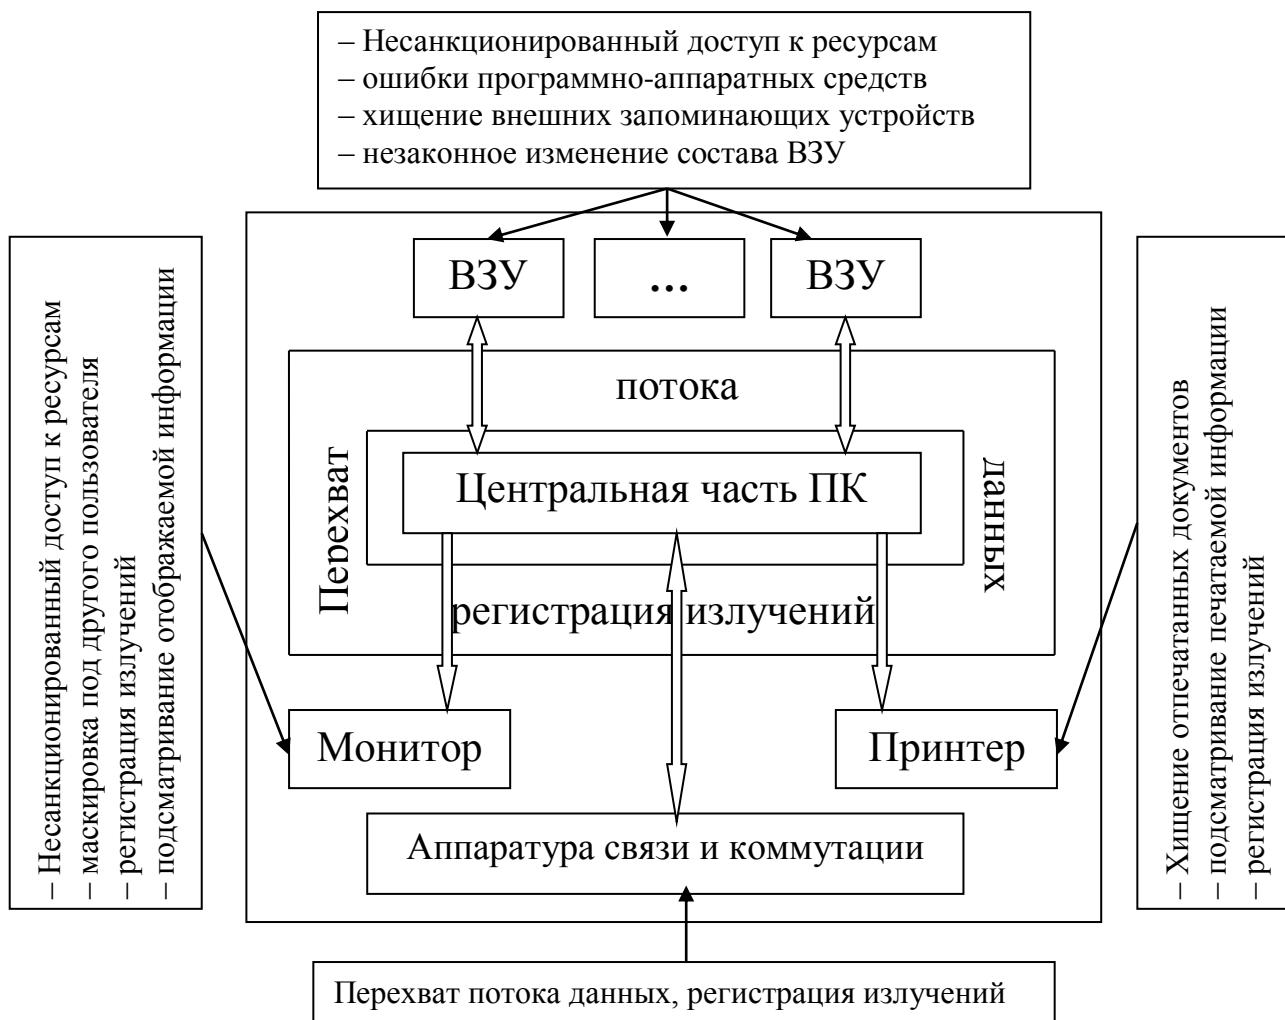 – Несанкционированный доступ к ресурсам
– ошибки программно-аппаратных средств
– хищение внешних запоминающих устройств
– незаконное изменение состава ВЗУ
ВЗУ
...
ВЗУ
– Несанкционированный доступ к ресурсам
– маскировка под другого пользователя
– регистрация излучений
– подсматривание отображаемой информации
Перехват
потока
данных
Центральная часть ПК
регистрация излучений
– Хищение отпечатанных документов
– подсматривание печатаемой информации
– регистрация излучений
Монитор
Принтер
Аппаратура связи и коммутации
Перехват потока данных, регистрация излучений